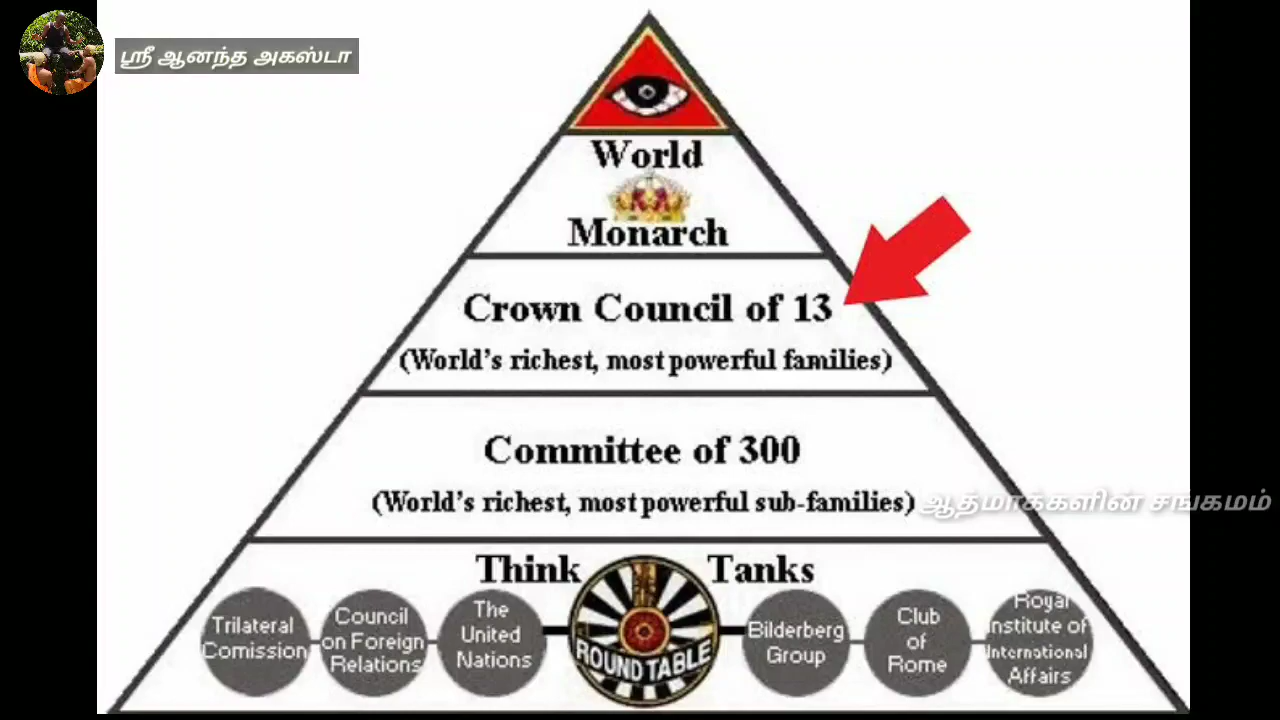 ஸ்ரீ ஆனந்த அகஸ்டா
World
Monarch
Crown Council of 13
(World's richest, most powerful families)
Committee of 300
(World's richest, most powerful sub-families)
ஆத்மாக்களின் சங்கமம்
Think Tanks
Trilateral
Comission
Council
on Foreign
Relations
The
United
Nations
ROUND TABLE
Bilderberg
Group
Club
of
Rome
Royal
Institute of
International
Affairs